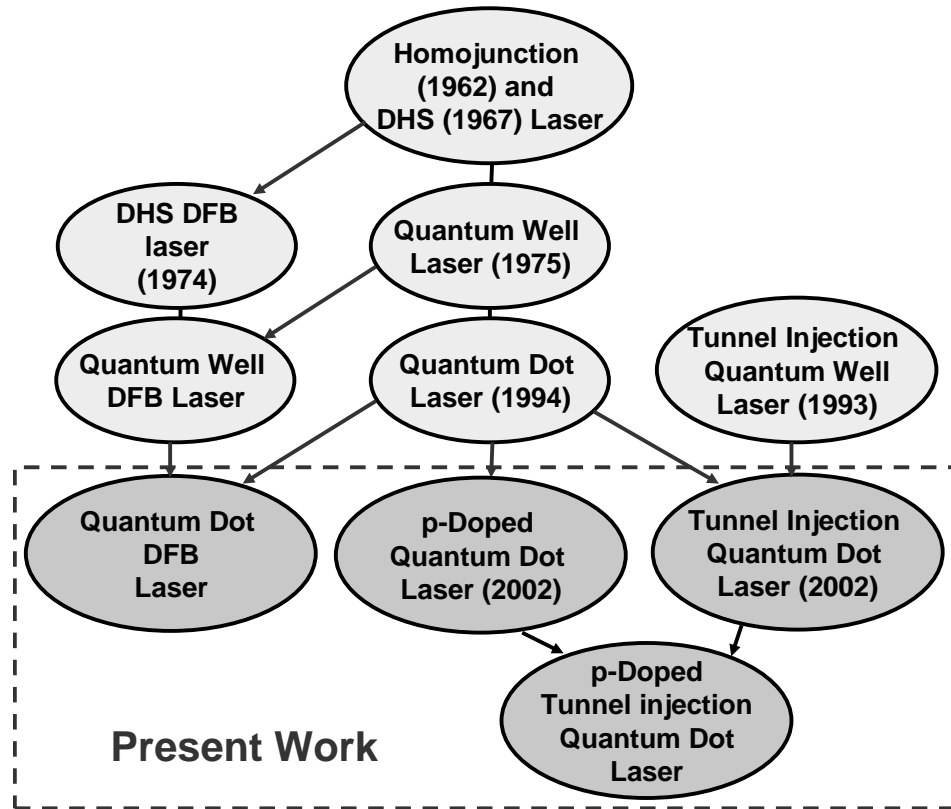 Homojunction
(1962) and
DHS (1967) Laser
DHS DFB
laser
(1974)
Quantum Well
Laser (1975)
Quantum Well
DFB Laser
Quantum Dot
Laser (1994)
Tunnel Injection
Quantum Well
Laser (1993)
Quantum Dot
DFB
Laser
p-Doped
Quantum Dot
Laser (2002)
Tunnel Injection
Quantum Dot
Laser (2002)
p-Doped
Tunnel injection
Quantum Dot
Laser
Present Work